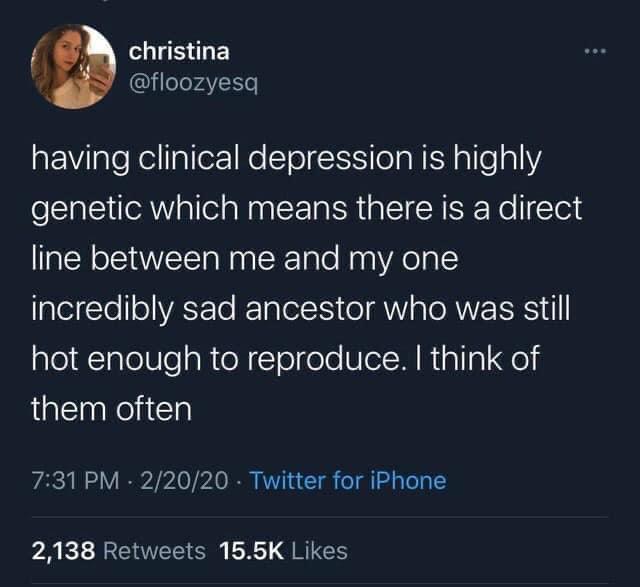 christina
@floozyesq
having clinical depression is highly
genetic which means there is a direct
line between me and my one
incredibly sad ancestor who was still
hot enough to reproduce. I think of
them often
7:31 PM · 2/20/20 · Twitter for iPhone
2,138 Retweets 15.5K Likes